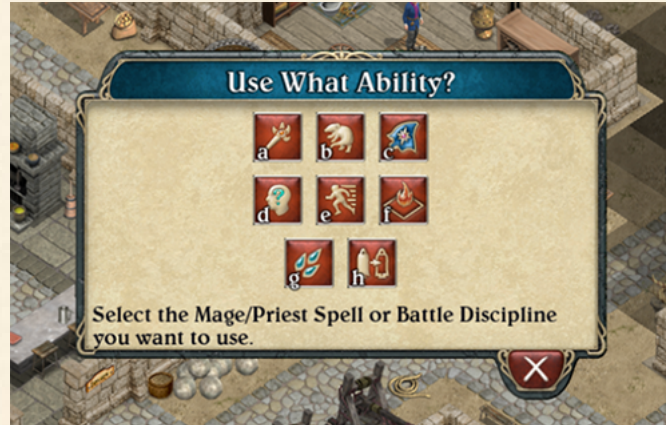 Use What Ability?
a b c
d e f
g h
Select the Mage/Priest Spell or Battle Discipline
you want to use.